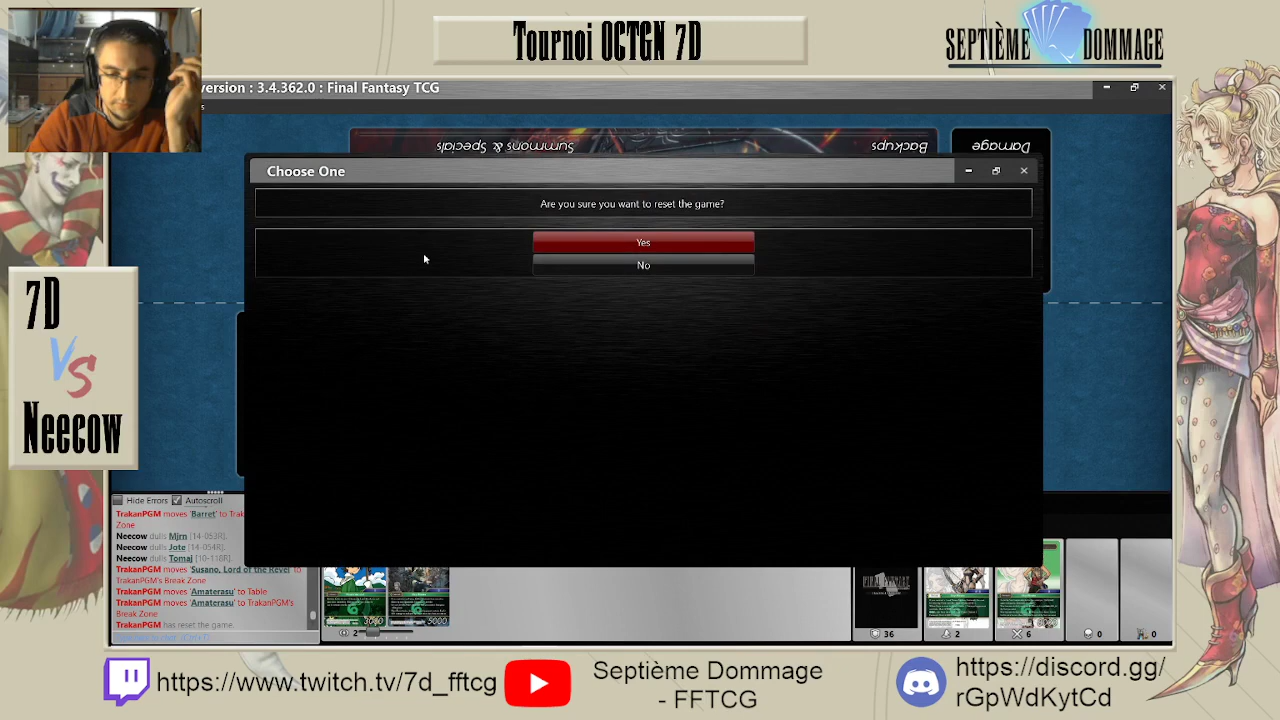 Tournoi OCTGN 7D
SEPTIÈME DOMMAGE
version : 3.4.362.0 : Final Fantasy TCG
s
Summons & Specials
Backups
Damage
Choose One
Are you sure you want to reset the game?
Yes
No
7D
VS
Neecow
Hide Errors
Autoscroll
TrakanPGM moves 'Barret' to Trak
Zone
Neecow dulls Mjrn [14-053R].
Neecow dulls Jote [14-054R].
Neecow dulls Tomaj [10-118R].
TrakanPGM moves 'Susano, Lord of the Revel' to
TrakanPGM's Break Zone
TrakanPGM moves 'Amaterasu' to Table
TrakanPGM moves 'Amaterasu' to TrakanPGM's
Break Zone
TrakanPGM has reset the game.
3000
5000
2
36
2
6
0
0
https://www.twitch.tv/7d_fftcg
Septième Dommage
- FFTCG
https://discord.gg/
rGpWdKytCd